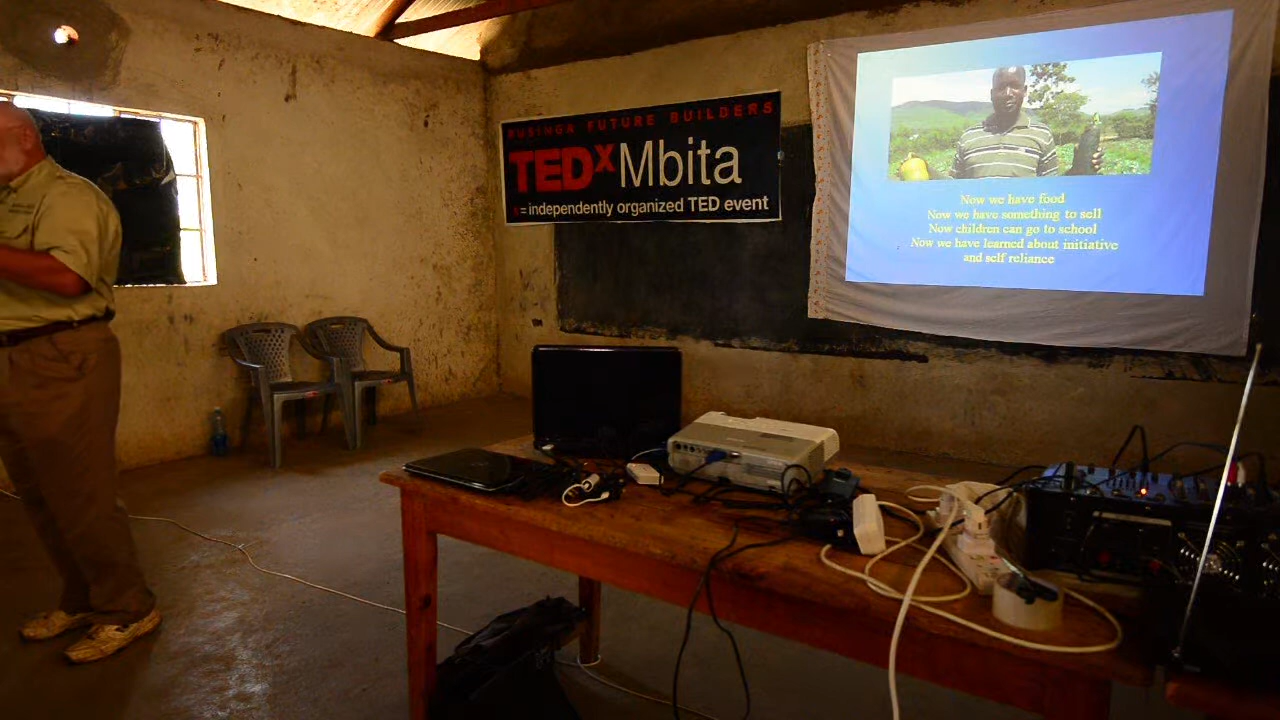 RUSINGA FUTURE BUILDERS
TEDxMbita
x=independently organized TED event
Now we have food
Now we have something to sell
Now children can go to school
Now we have learned about initiative
and self reliance